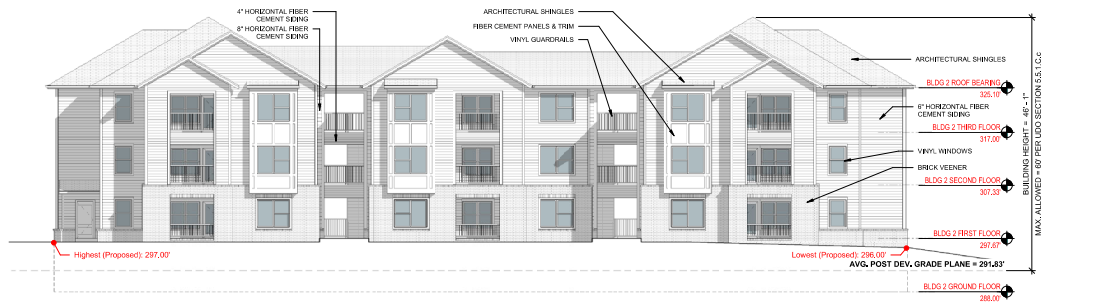 4" HORIZONTAL FIBER
CEMENT SIDING
8" HORIZONTAL FIBER
CEMENT SIDING
ARCHITECTURAL SHINGLES
FIBER CEMENT PANELS & TRIM
VINYL GUARDRAILS
ARCHITECTURAL SHINGLES
BLDG 2 ROOF BEARING
325.10'
6" HORIZONTAL FIBER
CEMENT SIDING
BLDG 2 THIRD FLOOR
317.00'
VINYL WINDOWS
BRICK VEENER
BLDG 2 SECOND FLOOR
307.33'
BLDG 2 FIRST FLOOR
297.67'
Highest (Proposed): 297.00'
Lowest (Proposed): 296.00'
AVG. POST DEV. GRADE PLANE = 291.83'
BLDG 2 GROUND FLOOR
288.00'
BUILDING HEIGHT = 46' - 1"
MAX. ALLOWED = 60' PER UDO SECTION 5.5.1.C.c